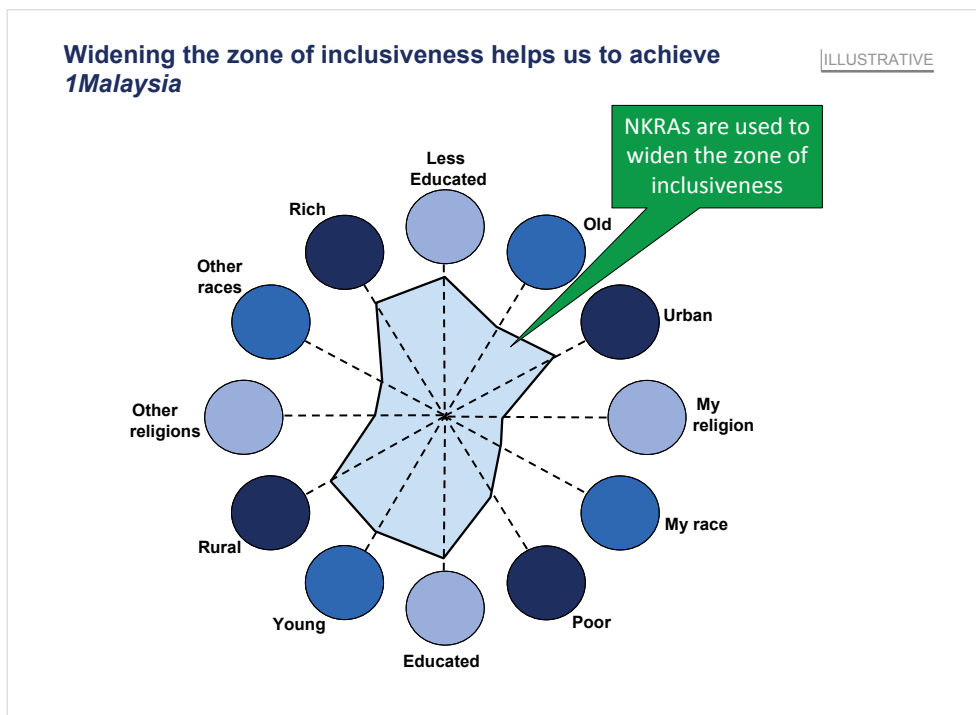 Widening the zone of inclusiveness helps us to achieve
1Malaysia
ILLUSTRATIVE
NKRAs are used to
widen the zone of
inclusiveness
Less
Educated
Rich
Old
Other
races
Urban
Other
religions
My
religion
Rural
My race
Young
Poor
Educated